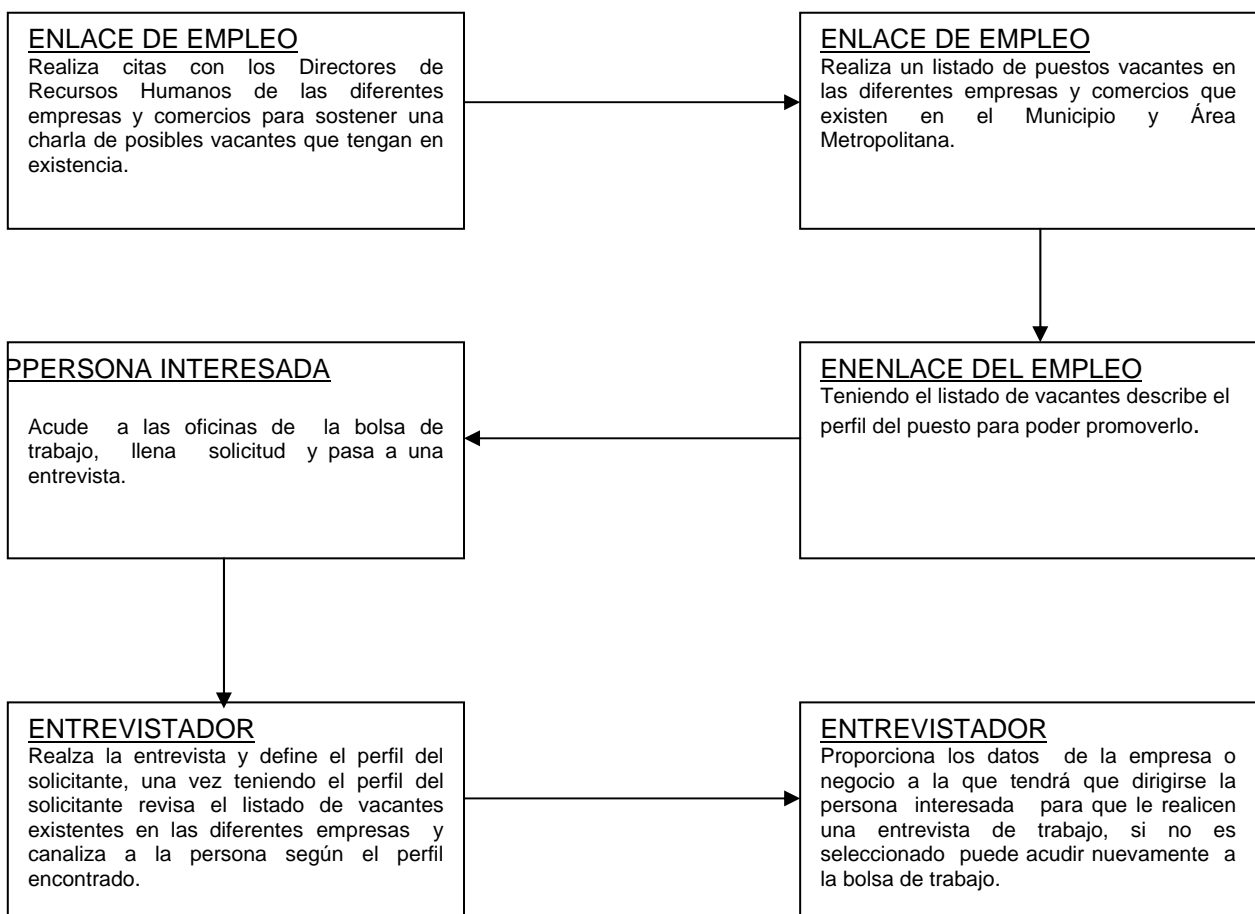 ENLACE DE EMPLEO
Realiza citas con los Directores de
Recursos Humanos de las diferentes
empresas y comercios para sostener una
charla de posibles vacantes que tengan en
existencia.
ENLACE DE EMPLEO
Realiza un listado de puestos vacantes en
las diferentes empresas y comercios que
existen en el Municipio y Área
Metropolitana.
ENENLACE DEL EMPLEO
Teniendo el listado de vacantes describe el
perfil del puesto para poder promoverlo.
PPERSONA INTERESADA
Acude a las oficinas de la bolsa de
trabajo, llena solicitud y pasa a una
entrevista.
ENTREVISTADOR
Realza la entrevista y define el perfil del
solicitante, una vez teniendo el perfil del
solicitante revisa el listado de vacantes
existentes en las diferentes empresas y
canaliza a la persona según el perfil
encontrado.
ENTREVISTADOR
Proporciona los datos de la empresa o
negocio a la que tendrá que dirigirse la
persona interesada para que le realicen
una entrevista de trabajo, si no es
seleccionado puede acudir nuevamente a
la bolsa de trabajo.